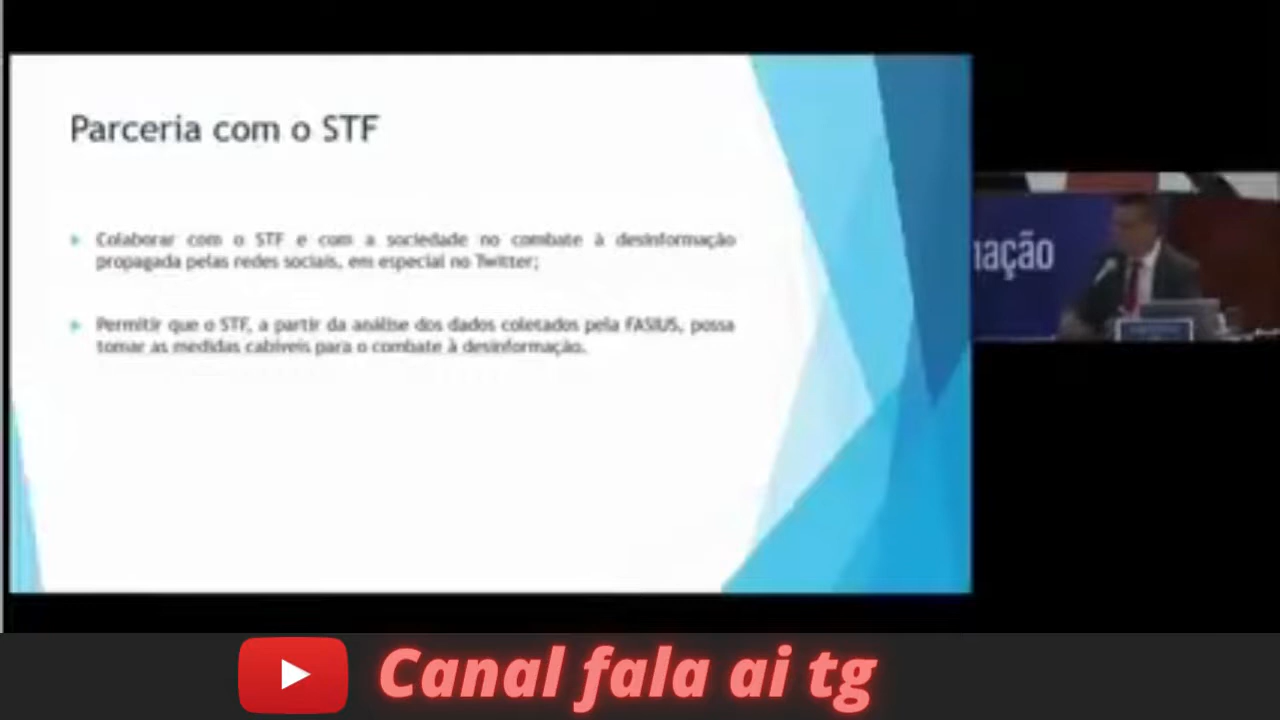 Parceria com o STF
Colaborar com o STF e com a sociedade no combate à desinformação
propagada pelas redes sociais, em especial no Twitter;
Permitir que o STF, a partir da análise dos dados coletados pela FASIUS, possa
tomar as medidas cabíveis para o combate à desinformação.
nação
Canal fala ai tg